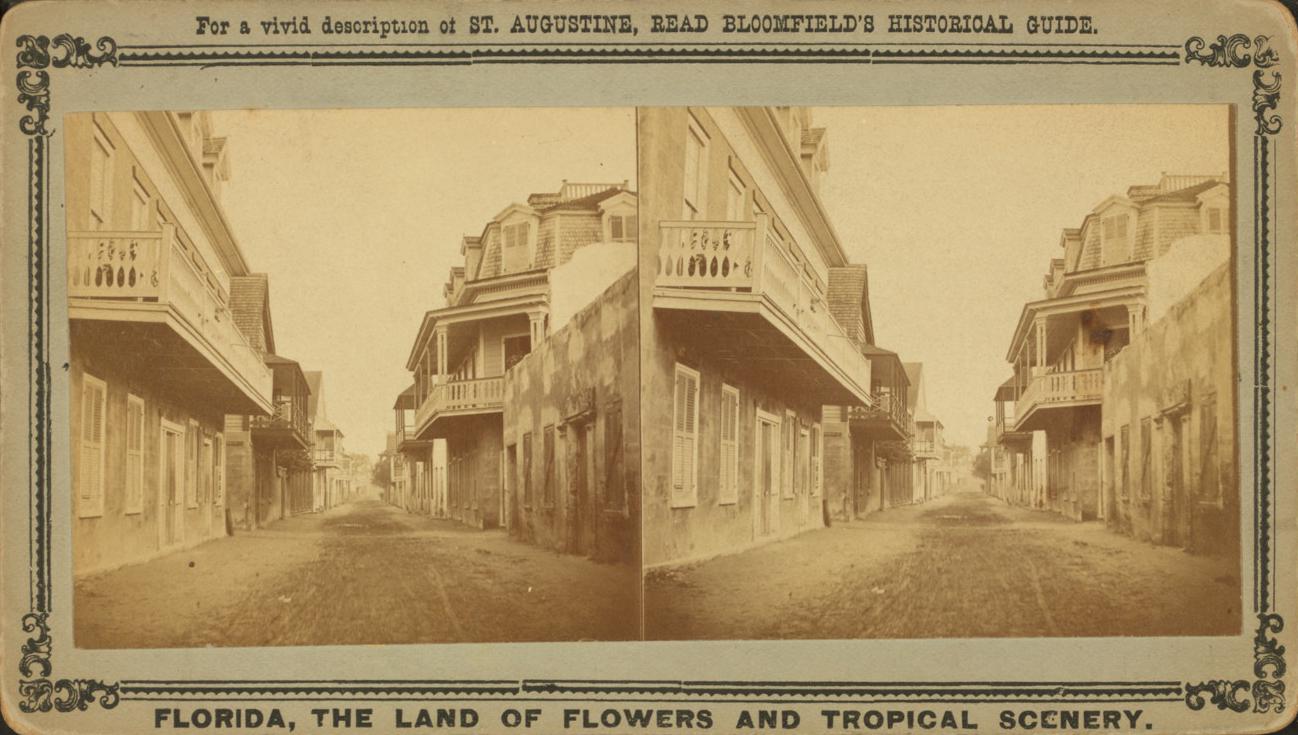 For a vivid description of ST. AUGUSTINE, READ BLOOMFIELD'S HISTORICAL GUIDE.
FLORIDA, THE LAND OF FLOWERS AND TROPICAL SCENERY.